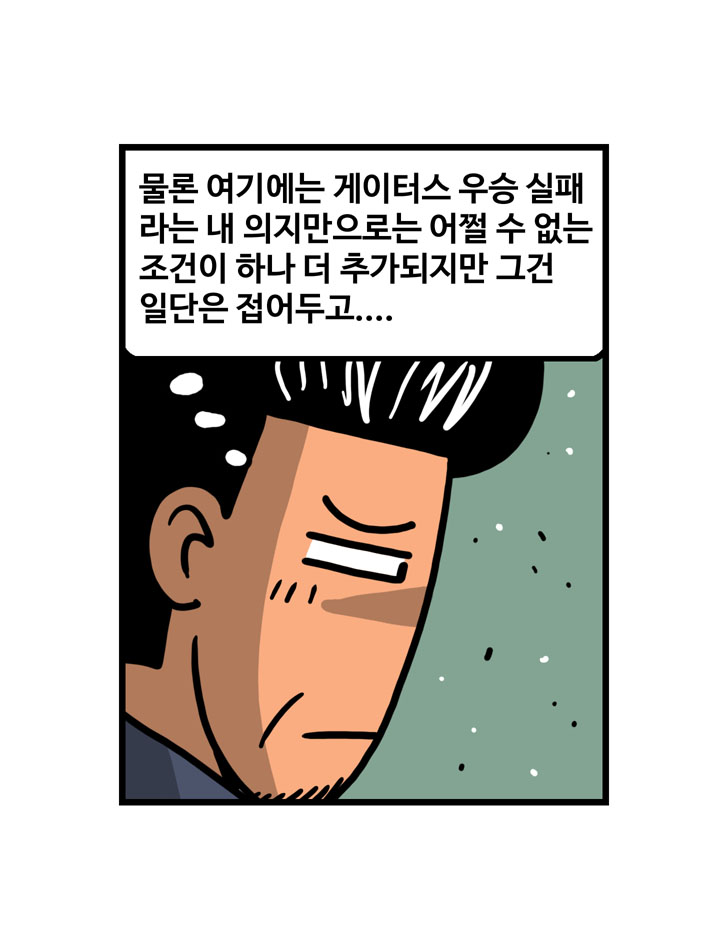 물론 여기에는 게이터스 우승 실패
라는 내 의지만으로는 어쩔 수 없는
조건이 하나 더 추가되지만 그건
일단은 접어두고....